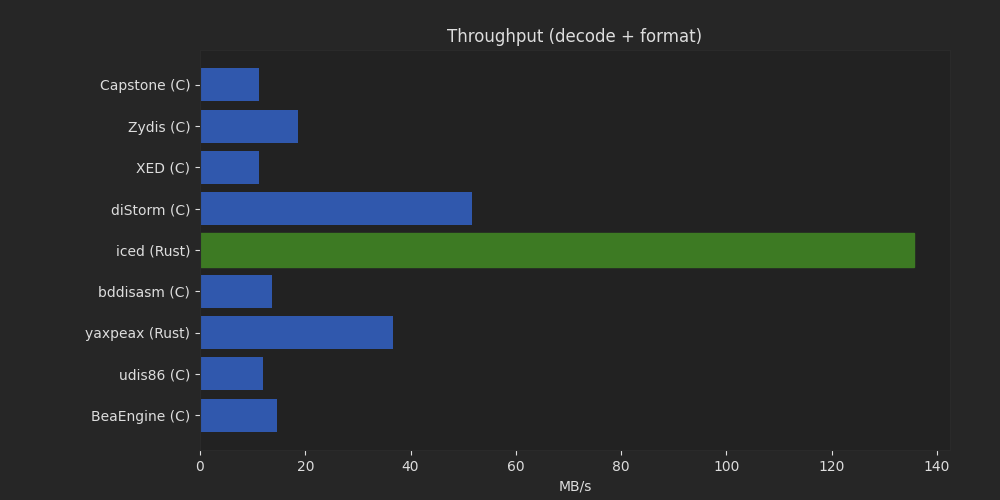 Throughput (decode + format)
Capstone (C)
Zydis (C)
XED (C)
diStorm (C)
iced (Rust)
bddisasm (C)
yaxpeax (Rust)
udis86 (C)
BeaEngine (C)
0 20 40 60 80 100 120 140
MB/s